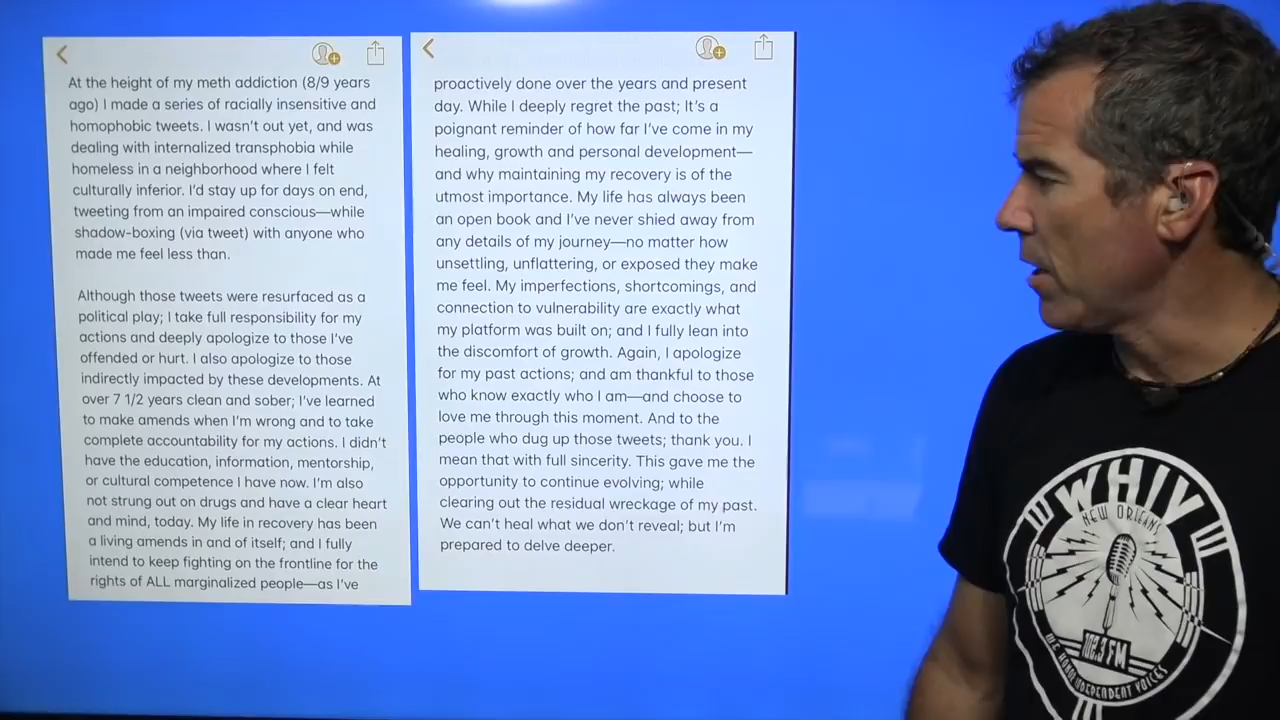 At the height of my meth addiction (8/9 years
ago) I made a series of racially insensitive and
homophobic tweets. I wasn't out yet, and was
dealing with internalized transphobia while
homeless in a neighborhood where I felt
culturally inferior. I'd stay up for days on end,
tweeting from an impaired conscious—while
shadow-boxing (via tweet) with anyone who
made me feel less than.
Although those tweets were resurfaced as a
political play; I take full responsibility for my
actions and deeply apologize to those I've
offended or hurt. I also apologize to those
indirectly impacted by these developments. At
over 7 1/2 years clean and sober; I've learned
to make amends when I'm wrong and to take
complete accountability for my actions. I didn't
have the education, information, mentorship,
or cultural competence I have now. I'm also
not strung out on drugs and have a clear heart
and mind, today. My life in recovery has been
a living amends in and of itself; and I fully
intend to keep fighting on the frontline for the
rights of ALL marginalized people—as I've
proactively done over the years and present
day. While I deeply regret the past; It's a
poignant reminder of how far I've come in my
healing, growth and personal development—
and why maintaining my recovery is of the
utmost importance. My life has always been
an open book and I've never shied away from
any details of my journey—no matter how
unsettling, unflattering, or exposed they make
me feel. My imperfections, shortcomings, and
connection to vulnerability are exactly what
my platform was built on; and I fully lean into
the discomfort of growth. Again, I apologize
for my past actions; and am thankful to those
who know exactly who I am—and choose to
love me through this moment. And to the
people who dug up those tweets; thank you. I
mean that with full sincerity. This gave me the
opportunity to continue evolving; while
clearing out the residual wreckage of my past.
We can't heal what we don't reveal; but I'm
prepared to delve deeper.
WHIV
NEW ORLEANS
102.3 FM
WE HONOR INDEPENDENT VOICES